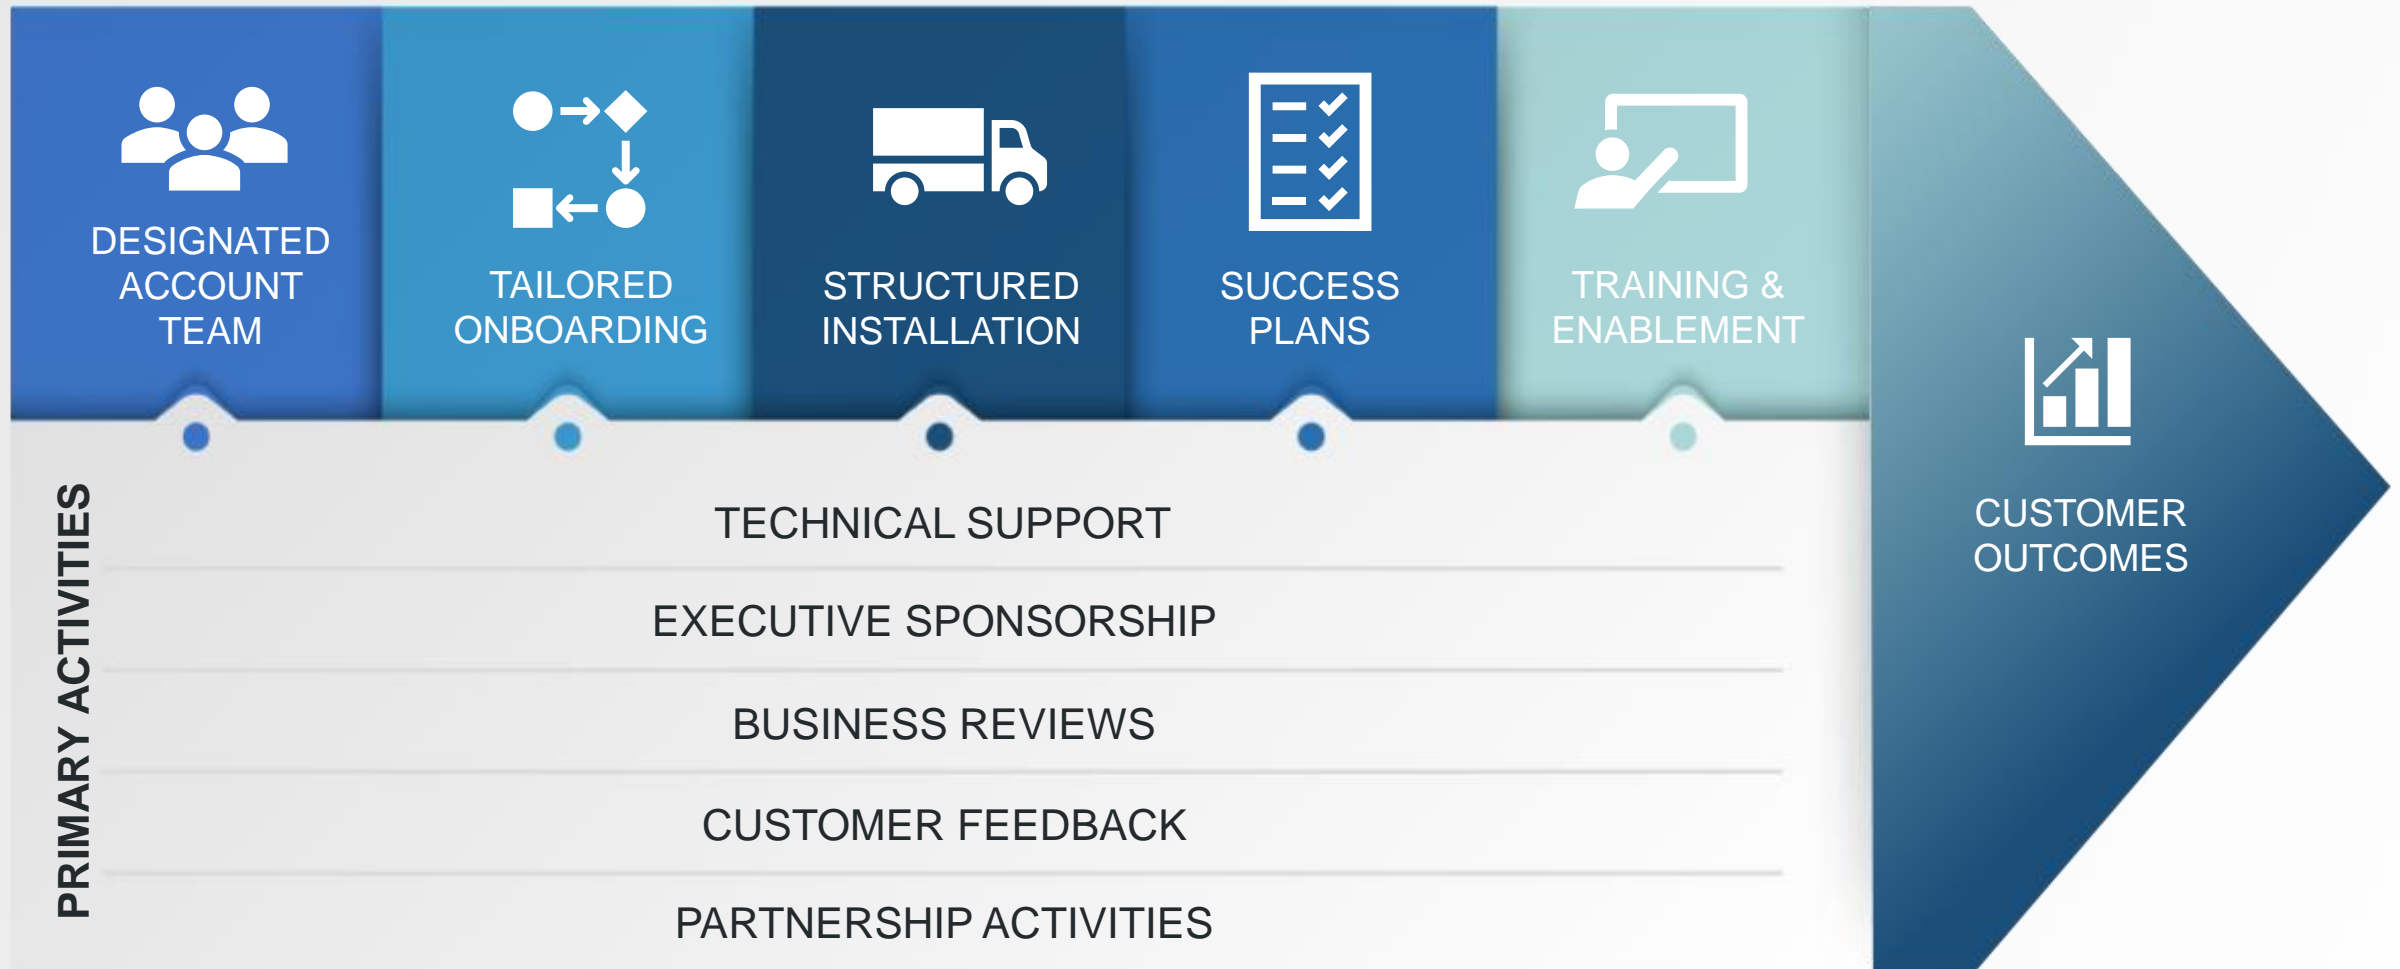 DESIGNATED
ACCOUNT
TEAM
TAILORED
ONBOARDING
STRUCTURED
INSTALLATION
SUCCESS
PLANS
TRAINING &
ENABLEMENT
PRIMARY ACTIVITIES
TECHNICAL SUPPORT
EXECUTIVE SPONSORSHIP
BUSINESS REVIEWS
CUSTOMER FEEDBACK
PARTNERSHIP ACTIVITIES
CUSTOMER
OUTCOMES